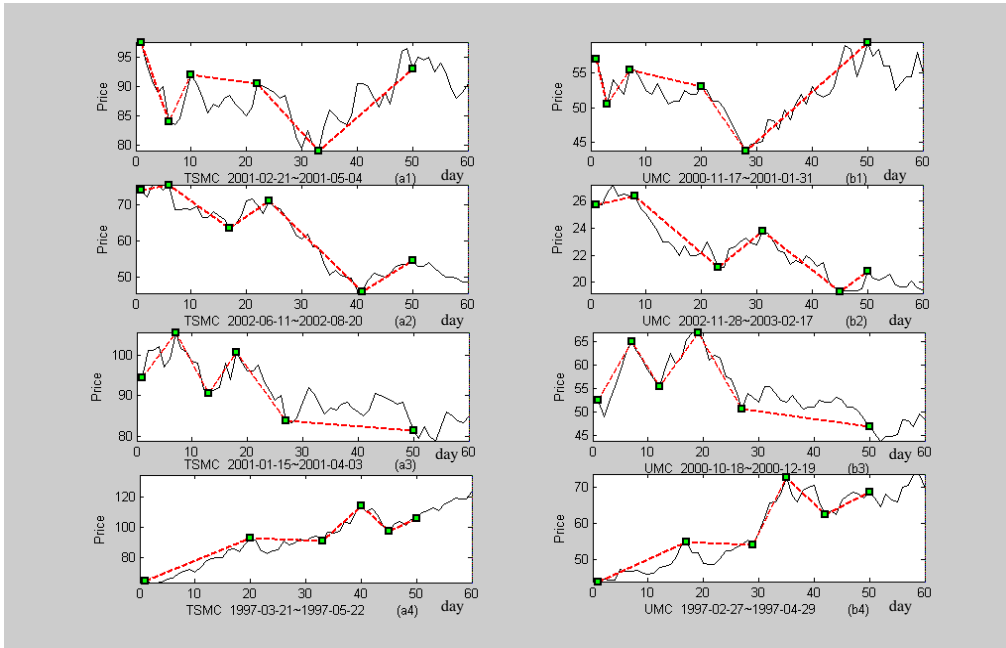 95
90
85
80
Price
0 10 20 30 40 50 60
TSMC 2001-02-21~2001-05-04 (a1) day
55
50
45
Price
0 10 20 30 40 50 60
UMC 2000-11-17~2001-01-31 (b1) day
70
60
50
Price
0 10 20 30 40 50 60
TSMC 2002-06-11~2002-08-20 (a2) day
26
24
22
20
Price
0 10 20 30 40 50 60
UMC 2002-11-28~2003-02-17 (b2) day
100
90
80
Price
0 10 20 30 40 50 60
TSMC 2001-01-15~2001-04-03 (a3) day
65
60
55
50
45
Price
0 10 20 30 40 50 60
UMC 2000-10-18~2000-12-19 (b3) day
120
100
80
Price
0 10 20 30 40 50 60
TSMC 1997-03-21~1997-05-22 (a4) day
70
60
50
Price
0 10 20 30 40 50 60
UMC 1997-02-27~1997-04-29 (b4) day